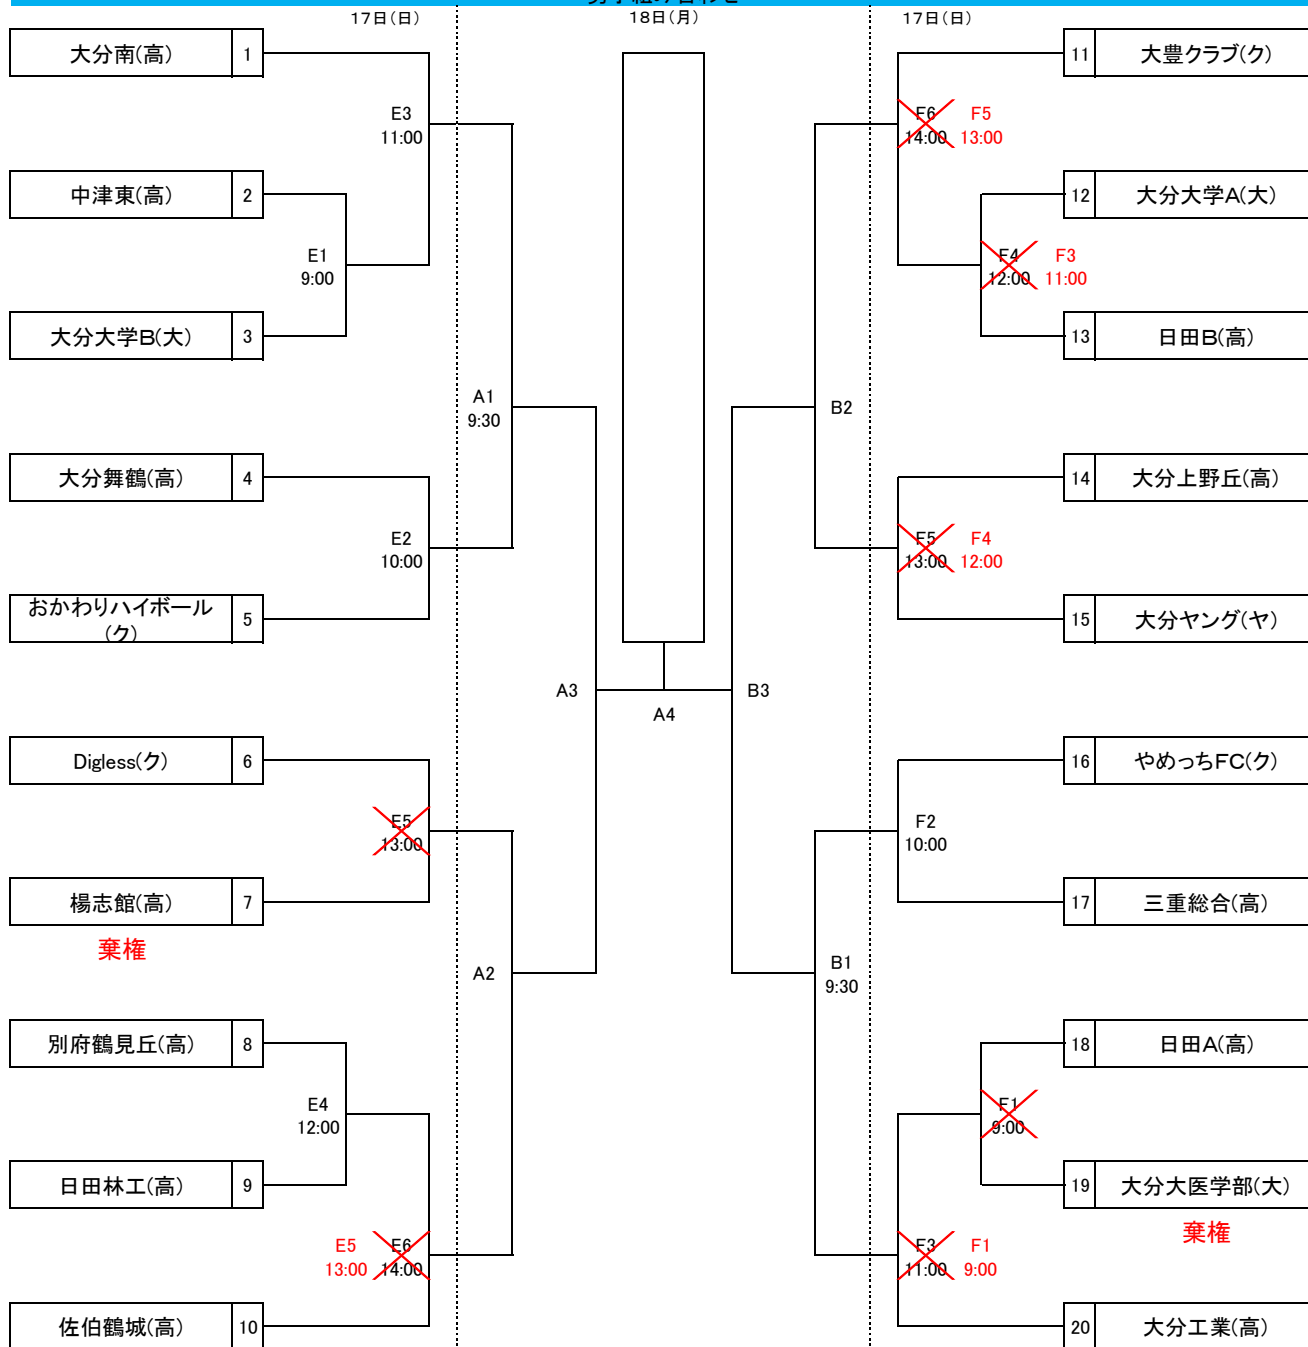 男子組み合わせ
17日(日)
18日(月)
17日(日)
大分南(高) 1
E3
11:00
中津東(高) 2
E1
9:00
大分大学B(大) 3
A1
9:30
大分舞鶴(高) 4
E2
10:00
おかわりハイボール
(ク)
5
A3
Digless(ク) 6
E5
13:00
楊志館(高) 7
棄権
A2
別府鶴見丘(高) 8
E4
12:00
日田林工(高) 9
E5
13:00
E6
14:00
佐伯鶴城(高) 10
A4
11 大豊クラブ(ク)
F6
14:00
F5
13:00
12 大分大学A(大)
F4
12:00
F3
11:00
13 日田B(高)
B2
14 大分上野丘(高)
F5
13:00
F4
12:00
15 大分ヤング(ヤ)
B3
16 やめっちFC(ク)
F2
10:00
17 三重総合(高)
B1
9:30
18 日田A(高)
F1
9:00
19 大分大医学部(大)
棄権
F3
11:00
F1
9:00
20 大分工業(高)